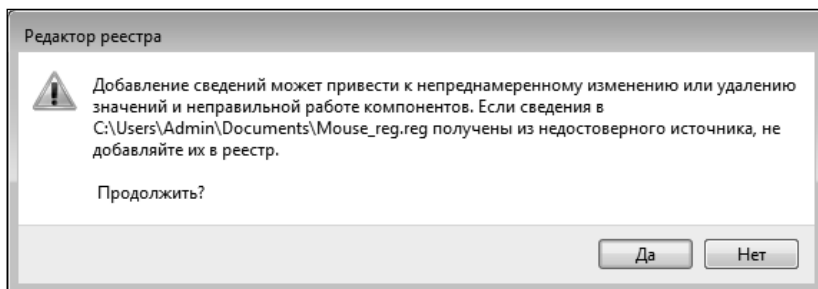 Редактор реестра
Добавление сведений может привести к непреднамеренному изменению или удалению
значений и неправильной работе компонентов. Если сведения в
C:\Users\Admin\Documents\Mouse_reg.reg получены из недостоверного источника, не
добавляйте их в реестр.
Продолжить?
Да
Нет